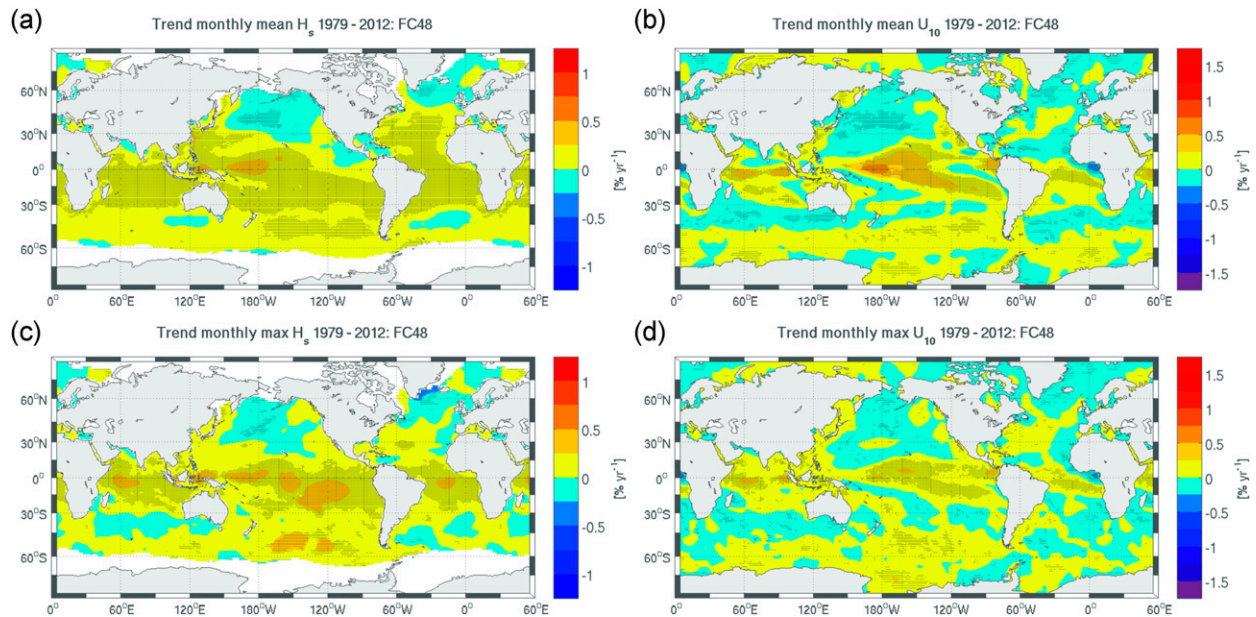 (a)
Trend monthly mean Hs 1979 - 2012: FC48
60°N
30°N
0°
30°S
60°S
0° 60°E 120°E 180°W 120°W 60°W 0° 60°E
1
0.5
0
-0.5
-1
[% yr⁻¹]
(b)
Trend monthly mean U10 1979 - 2012: FC48
60°N
30°N
0°
30°S
60°S
0° 60°E 120°E 180°W 120°W 60°W 0° 60°E
1.5
1
0.5
0
-0.5
-1
-1.5
[% yr⁻¹]
(c)
Trend monthly max Hs 1979 - 2012: FC48
60°N
30°N
0°
30°S
60°S
0° 60°E 120°E 180°W 120°W 60°W 0° 60°E
1
0.5
0
-0.5
-1
[% yr⁻¹]
(d)
Trend monthly max U10 1979 - 2012: FC48
60°N
30°N
0°
30°S
60°S
0° 60°E 120°E 180°W 120°W 60°W 0° 60°E
1.5
1
0.5
0
-0.5
-1
-1.5
[% yr⁻¹]